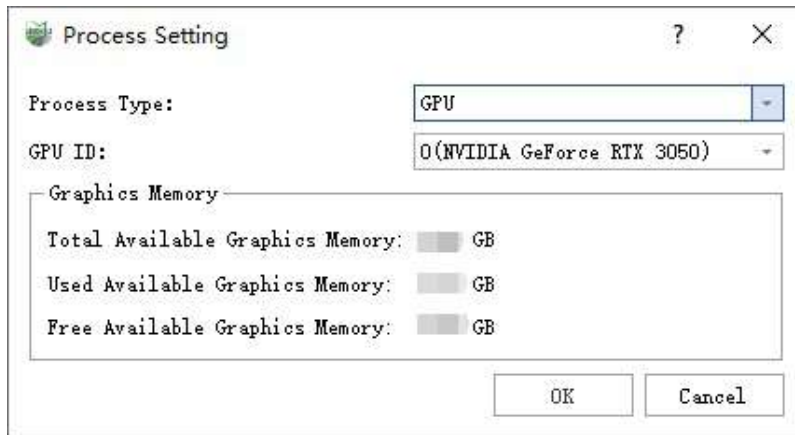 Process Setting
Process Type: GPU
GPU ID: 0(NVIDIA GeForce RTX 3050)
Graphics Memory
Total Available Graphics Memory: GB
Used Available Graphics Memory: GB
Free Available Graphics Memory: GB
OK Cancel